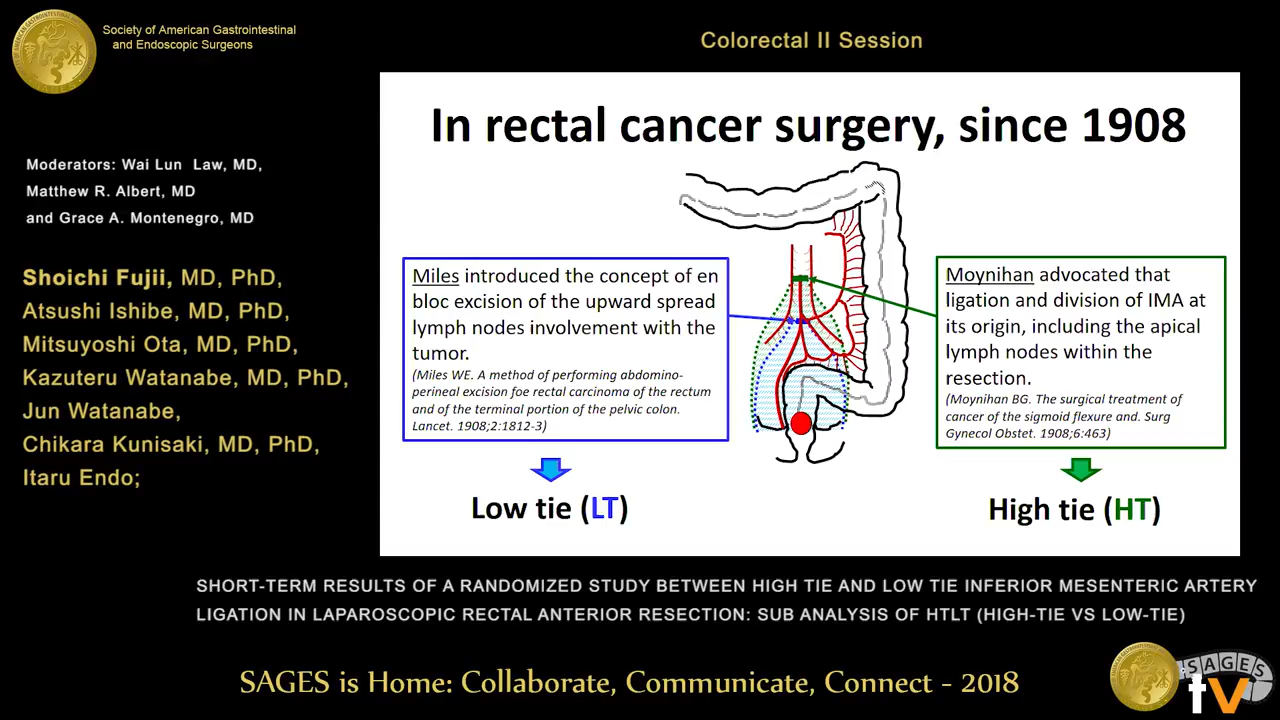 Society of American Gastrointestinal
and Endoscopic Surgeons
Colorectal II Session
Moderators: Wai Lun Law, MD,
Matthew R. Albert, MD
and Grace A. Montenegro, MD
Shoichi Fujii, MD, PhD,
Atsushi Ishibe, MD, PhD,
Mitsuyoshi Ota, MD, PhD,
Kazuteru Watanabe, MD, PhD,
Jun Watanabe,
Chikara Kunisaki, MD, PhD,
Itaru Endo;
In rectal cancer surgery, since 1908
Miles introduced the concept of en
bloc excision of the upward spread
lymph nodes involvement with the
tumor.
(Miles WE. A method of performing abdomino-
perineal excision foe rectal carcinoma of the rectum
and of the terminal portion of the pelvic colon.
Lancet. 1908;2:1812-3)
Low tie (LT)
Moynihan advocated that
ligation and division of IMA at
its origin, including the apical
lymph nodes within the
resection.
(Moynihan BG. The surgical treatment of
cancer of the sigmoid flexure and. Surg
Gynecol Obstet. 1908;6:463)
High tie (HT)
SHORT-TERM RESULTS OF A RANDOMIZED STUDY BETWEEN HIGH TIE AND LOW TIE INFERIOR MESENTERIC ARTERY
LIGATION IN LAPAROSCOPIC RECTAL ANTERIOR RESECTION: SUB ANALYSIS OF HTLT (HIGH-TIE VS LOW-TIE)
SAGES is Home: Collaborate, Communicate, Connect - 2018
SAGES
tv